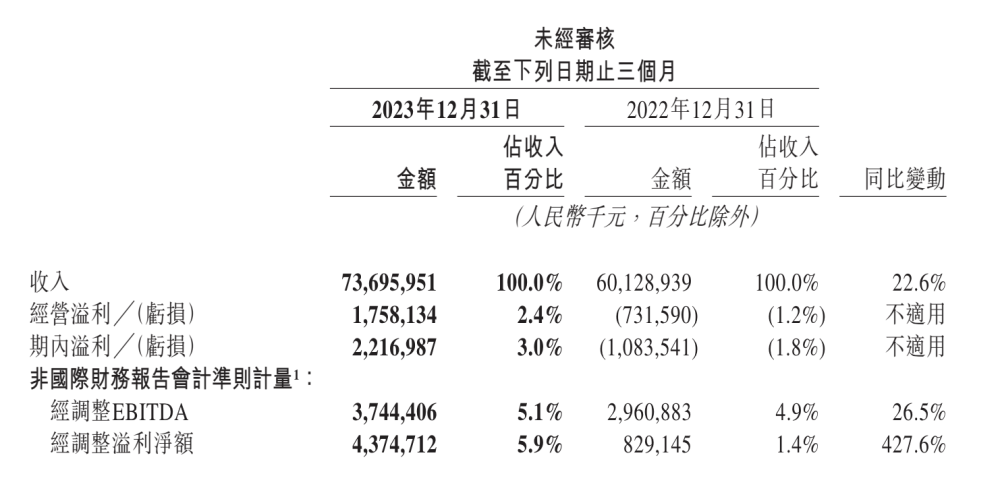 未經審核
截至下列日期止三個月
2023年12月31日 2022年12月31日
佔收入 佔收入
金額 百分比 金額 百分比 同比變動
(人民幣千元，百分比除外)
收入 73,695,951 100.0% 60,128,939 100.0% 22.6%
經營溢利／(虧損) 1,758,134 2.4% (731,590) (1.2%) 不適用
期內溢利／(虧損) 2,216,987 3.0% (1,083,541) (1.8%) 不適用
非國際財務報告會計準則計量¹：
經調整EBITDA 3,744,406 5.1% 2,960,883 4.9% 26.5%
經調整溢利淨額 4,374,712 5.9% 829,145 1.4% 427.6%